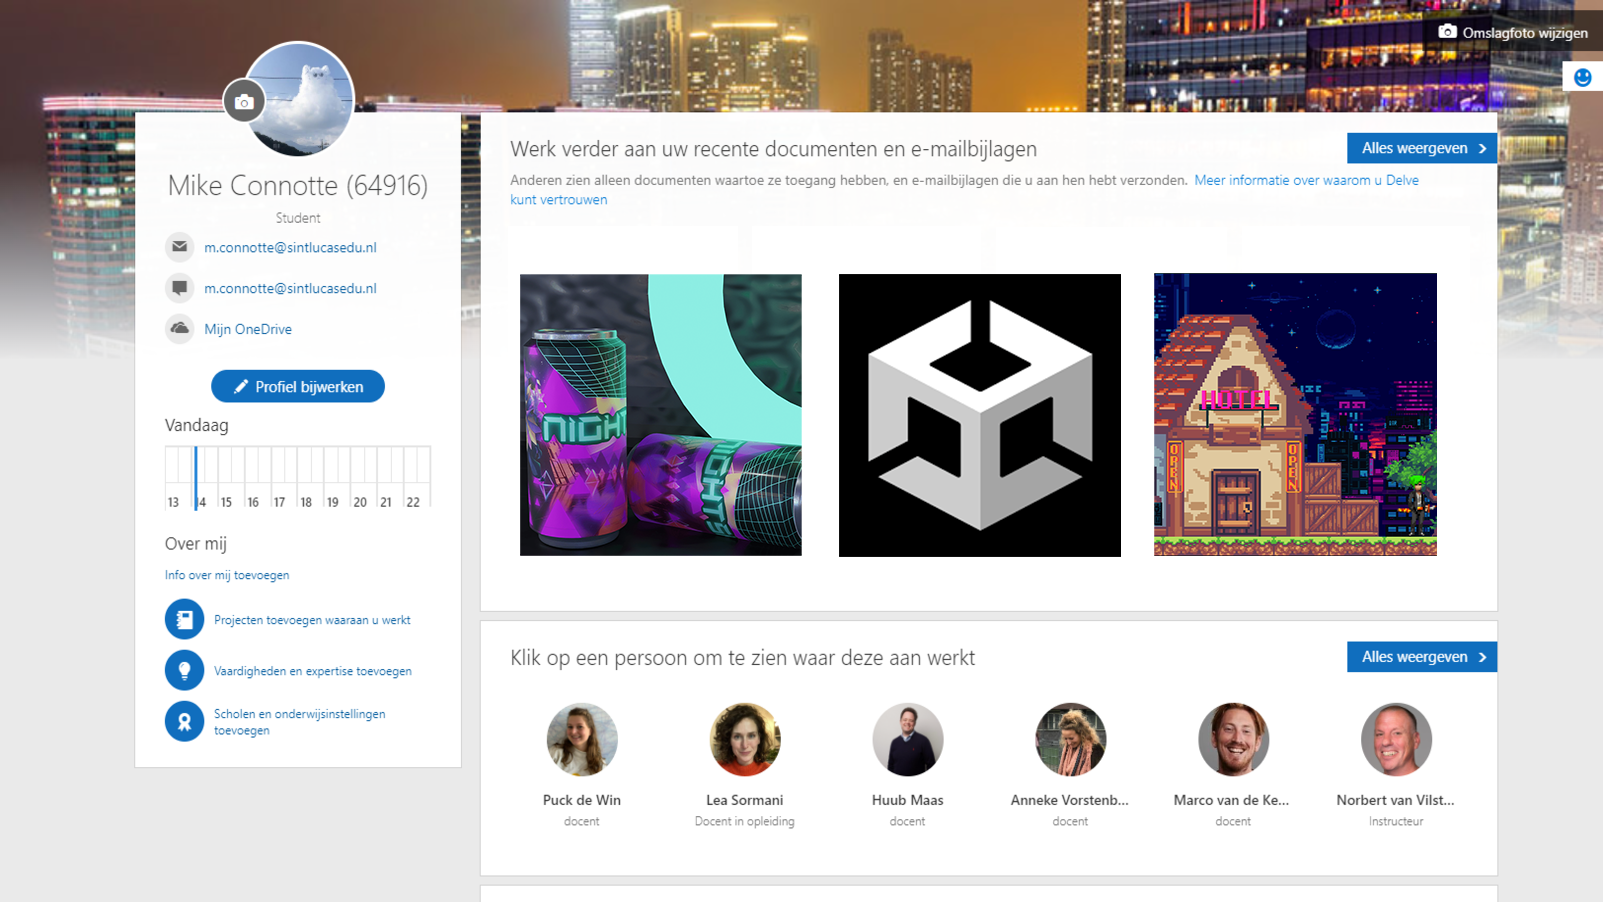 Omslagfoto wijzigen
Mike Connotte (64916)
Student
m.connotte@sintlucasedu.nl
m.connotte@sintlucasedu.nl
Mijn OneDrive
Profiel bijwerken
Vandaag
13 14 15 16 17 18 19 20 21 22
Over mij
Info over mij toevoegen
Projecten toevoegen waaraan u werkt
Vaardigheden en expertise toevoegen
Scholen en onderwijsinstellingen
toevoegen
Werk verder aan uw recente documenten en e-mailbijlagen
Alles weergeven
Anderen zien alleen documenten waartoe ze toegang hebben, en e-mailbijlagen die u aan hen hebt verzonden. Meer informatie over waarom u Delve
kunt vertrouwen
NIGH
NIGHT
HOTEL
OPEN
OPEN
Klik op een persoon om te zien waar deze aan werkt
Alles weergeven
Puck de Win
docent
Lea Sormani
Docent in opleiding
Huub Maas
docent
Anneke Vorstenb...
docent
Marco van de Ke...
docent
Norbert van Vilst...
Instructeur